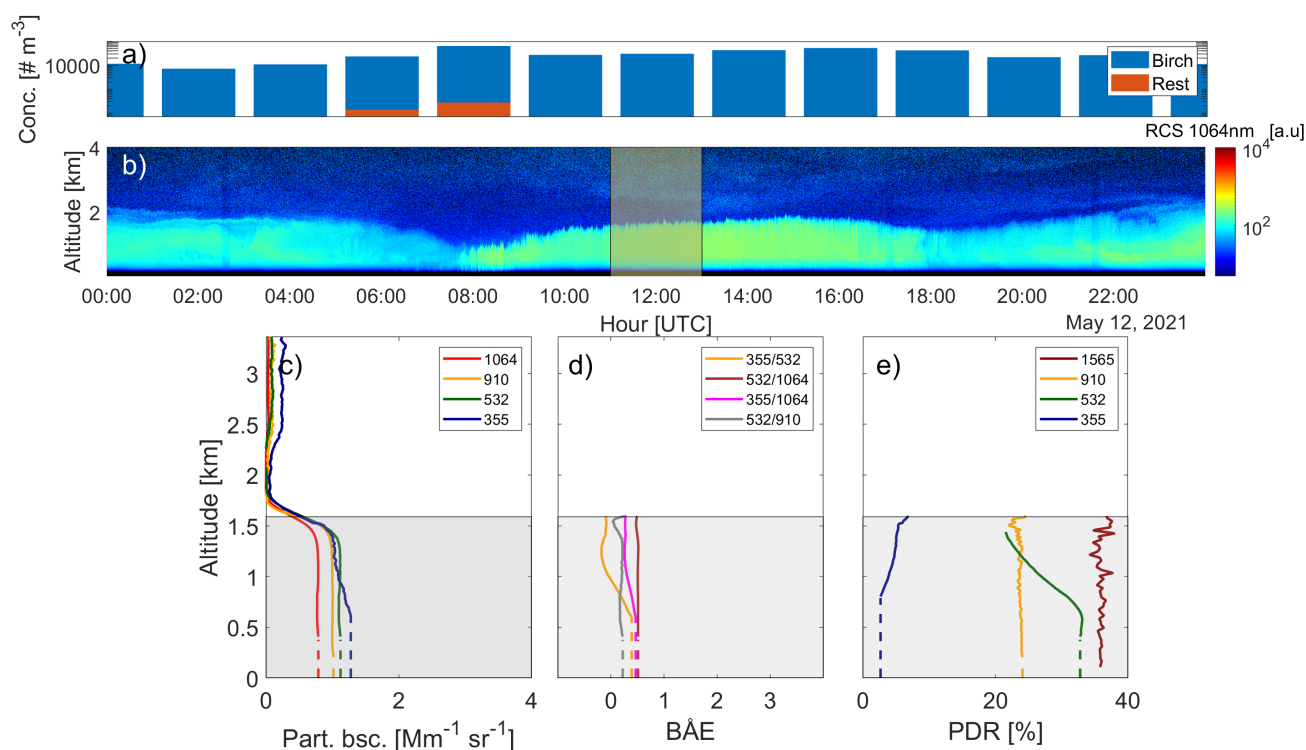 a)
Conc. [# m-3]
10000
Birch
Rest
RCS 1064nm [a.u]
b)
Altitude [km]
4
2
0
10^4
10^2
00:00 02:00 04:00 06:00 08:00 10:00 12:00 14:00 16:00 18:00 20:00 22:00
Hour [UTC]
May 12, 2021
c)
1064
910
532
355
Altitude [km]
3
2.5
2
1.5
1
0.5
0
0 2 4
Part. bsc. [Mm-1 sr-1]
d)
355/532
532/1064
355/1064
532/910
0 1 2 3
BÅE
e)
1565
910
532
355
0 20 40
PDR [%]